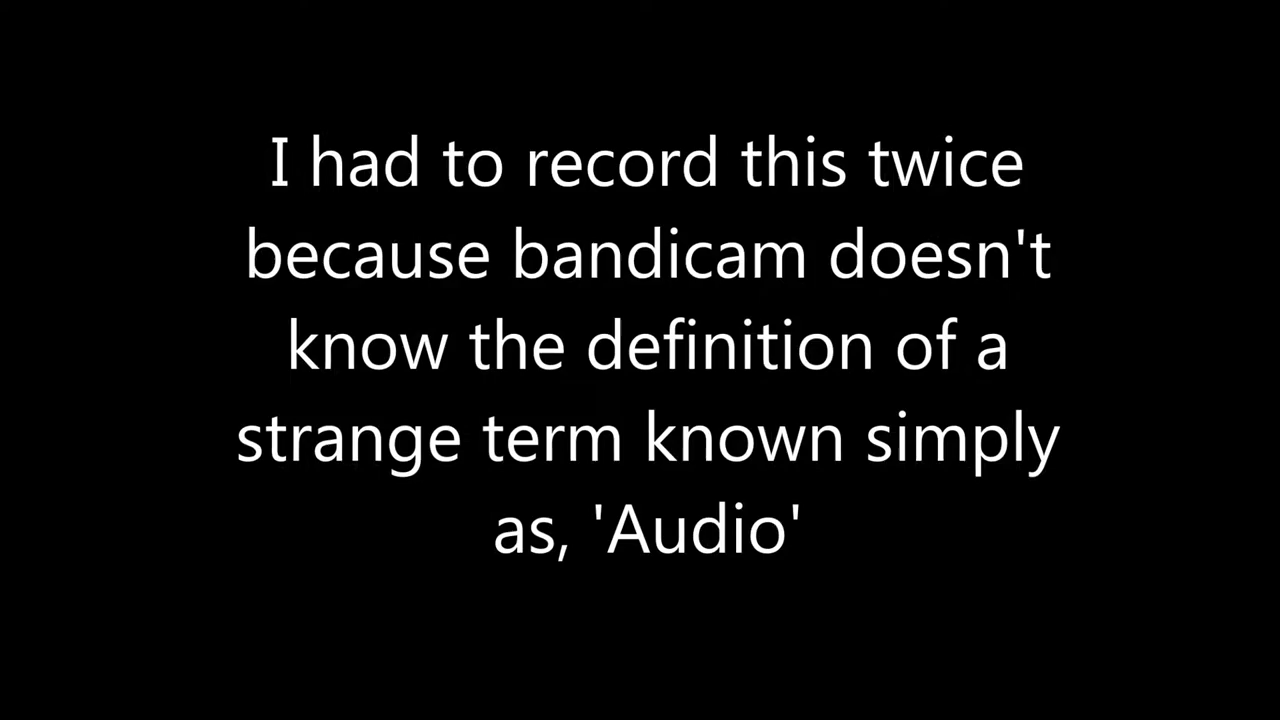 I had to record this twice
because bandicam doesn't
know the definition of a
strange term known simply
as, 'Audio'